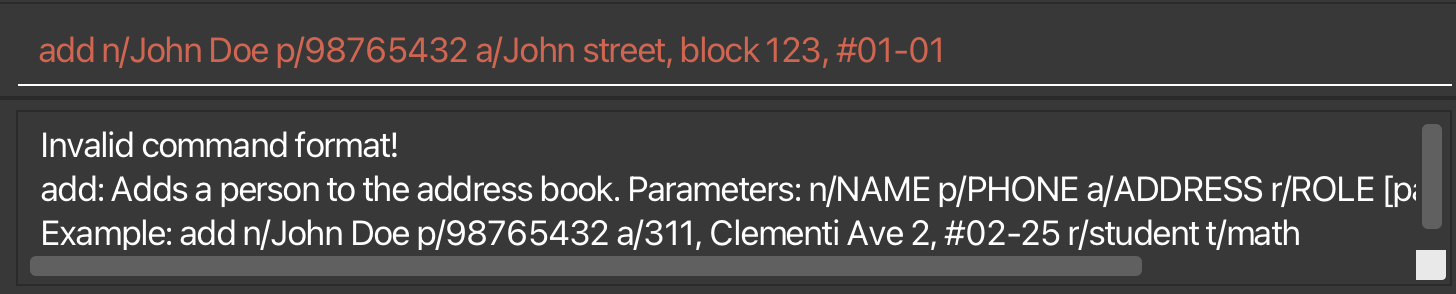 add n/John Doe p/98765432 a/John street, block 123, #01-01
Invalid command format!
add: Adds a person to the address book. Parameters: n/NAME p/PHONE a/ADDRESS r/ROLE [pa
Example: add n/John Doe p/98765432 a/311, Clementi Ave 2, #02-25 r/student t/math